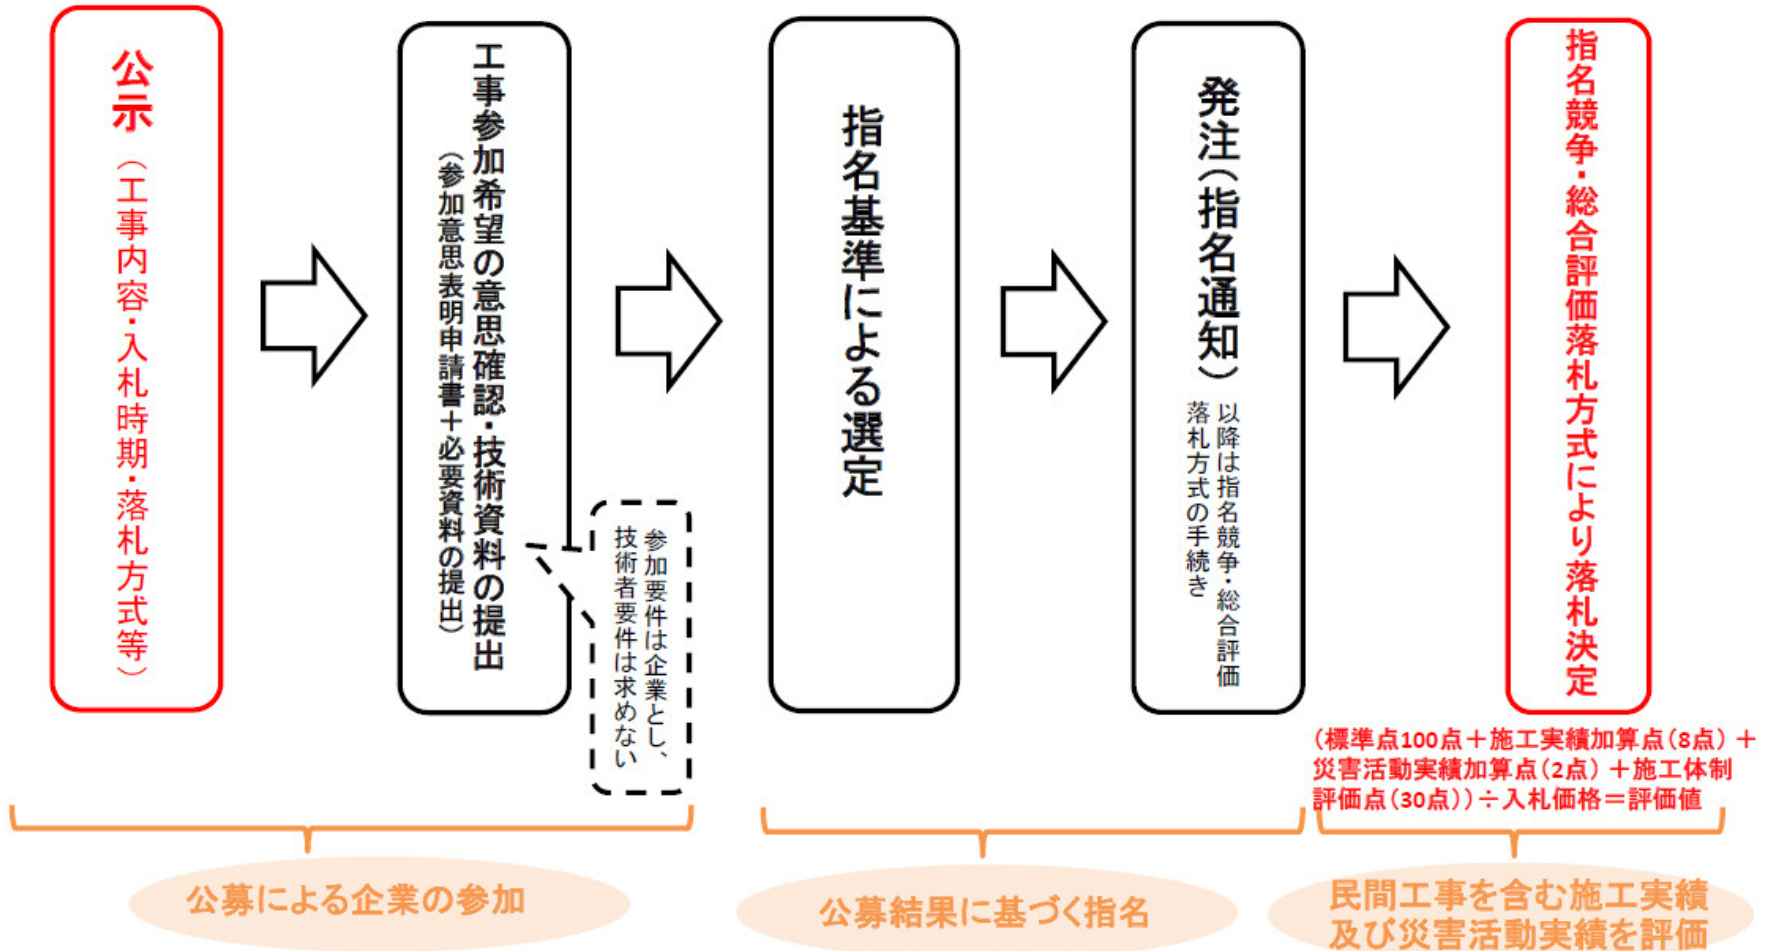 公示（工事内容・入札時期・落札方式等）
工事参加希望の意思確認・技術資料の提出
（参加意思表明申請書＋必要資料の提出）
参加要件は企業とし、
技術者要件は求めない
指名基準による選定
発注（指名通知）
以降は指名競争・総合評価
落札方式の手続き
指名競争・総合評価落札方式により落札決定
（標準点100点＋施工実績加算点（8点）＋
災害活動実績加算点（2点）＋施工体制
評価点（30点））÷入札価格＝評価値
公募による企業の参加
公募結果に基づく指名
民間工事を含む施工実績
及び災害活動実績を評価